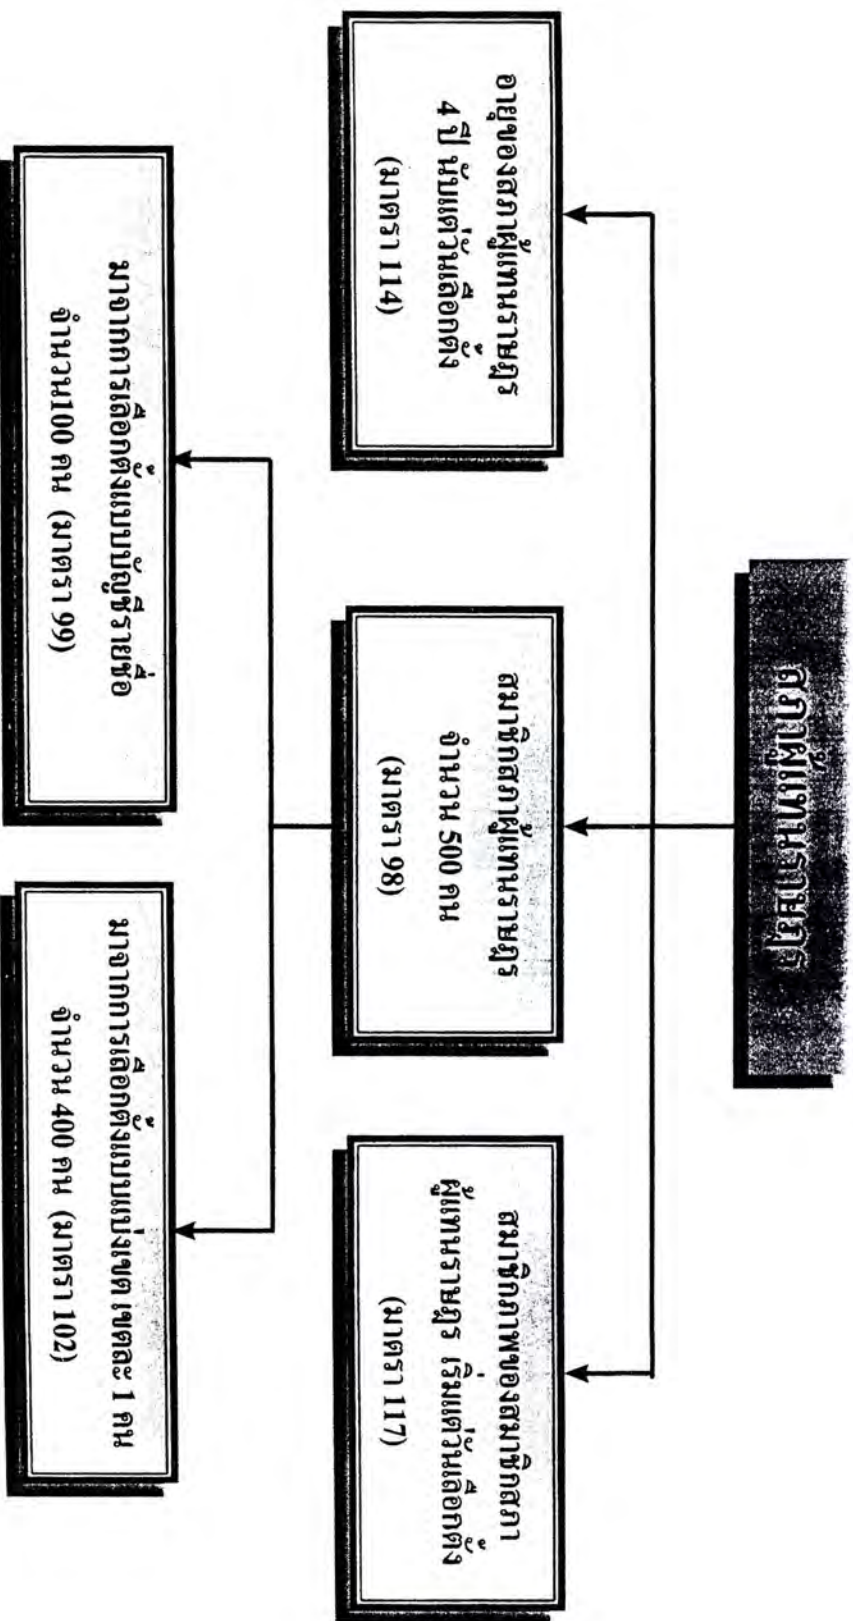 สภาผู้แทนราษฎร
อายุของสภาผู้แทนราษฎร
4 ปี นับแต่วันเลือกตั้ง
(มาตรา 114)
สมาชิกสภาผู้แทนราษฎร
จำนวน 500 คน
(มาตรา 98)
สมาชิกภาพของสมาชิกสภา
ผู้แทนราษฎร เริ่มแต่วันเลือกตั้ง
(มาตรา 117)
มาจากการเลือกตั้งแบบบัญชีรายชื่อ
จำนวน100 คน (มาตรา 99)
มาจากการเลือกตั้งแบบแบ่งเขต เขตละ 1 คน
จำนวน 400 คน (มาตรา 102)